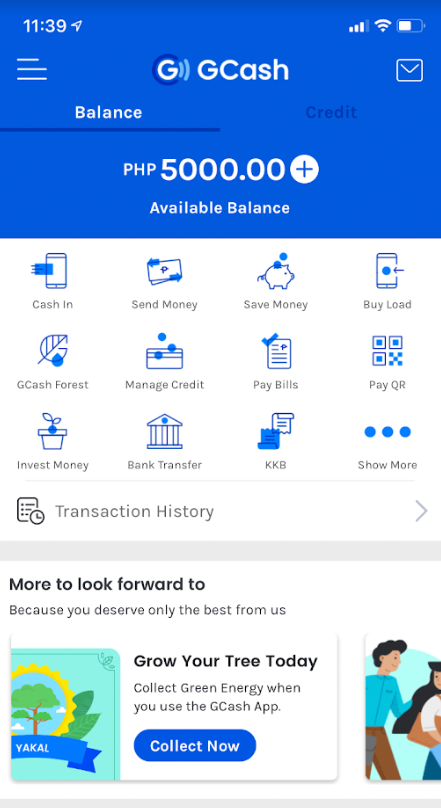 11:39
GCash
Balance
Credit
PHP 5000.00
Available Balance
Cash In
Send Money
Save Money
Buy Load
GCash Forest
Manage Credit
Pay Bills
Pay QR
Invest Money
Bank Transfer
KKB
Show More
Transaction History
More to look forward to
Because you deserve only the best from us
YAKAL
Grow Your Tree Today
Collect Green Energy when
you use the GCash App.
Collect Now